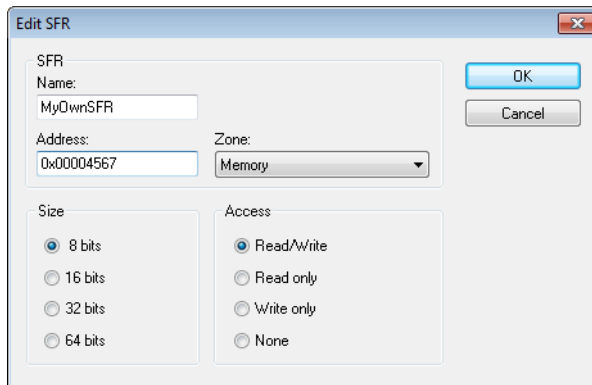 Edit SFR
SFR
Name:
MyOwnSFR
Address:
0x00004567
Zone:
Memory
OK
Cancel
Size
8 bits
16 bits
32 bits
64 bits
Access
Read/Write
Read only
Write only
None